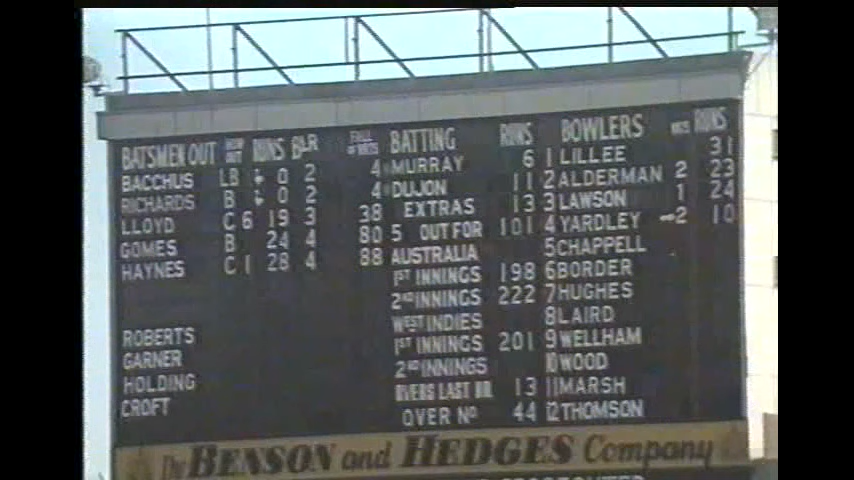 BATSMEN OUT HOW OUT RUNS BLR FALL OF WKTS BATTING RUNS BOWLERS WKTS RUNS
BACCHUS LB 0 2 4 MURRAY 6 1 LILLEE 31
RICHARDS B 0 2 4 DUJON 11 2 ALDERMAN 2 23
LLOYD C 6 19 3 38 EXTRAS 13 3 LAWSON 1 24
GOMES B 24 4 80 5 OUT FOR 101 4 YARDLEY 2 10
HAYNES C 1 28 4 88 AUSTRALIA 5 CHAPPELL
1ST INNINGS 198 6 BORDER
2ND INNINGS 222 7 HUGHES
WEST INDIES 8 LAIRD
ROBERTS 1ST INNINGS 201 9 WELLHAM
GARNER 2ND INNINGS 10 WOOD
HOLDING OVERS LAST HR 13 11 MARSH
CROFT OVER NO 44 12 THOMSON
The BENSON and HEDGES Company